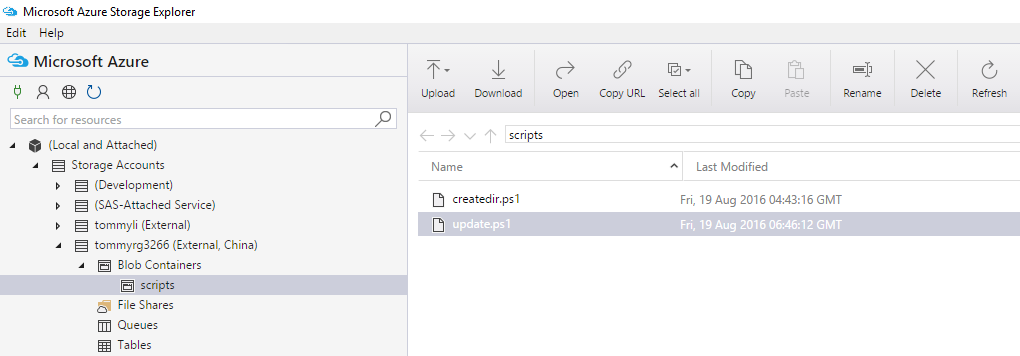 Microsoft Azure Storage Explorer
Edit Help
Microsoft Azure
Search for resources
(Local and Attached)
Storage Accounts
(Development)
(SAS-Attached Service)
tommyli (External)
tommyrg3266 (External, China)
Blob Containers
scripts
File Shares
Queues
Tables
Upload Download Open Copy URL Select all Copy Paste Rename Delete Refresh
scripts
Name Last Modified
createdir.ps1 Fri, 19 Aug 2016 04:43:16 GMT
update.ps1 Fri, 19 Aug 2016 06:46:12 GMT